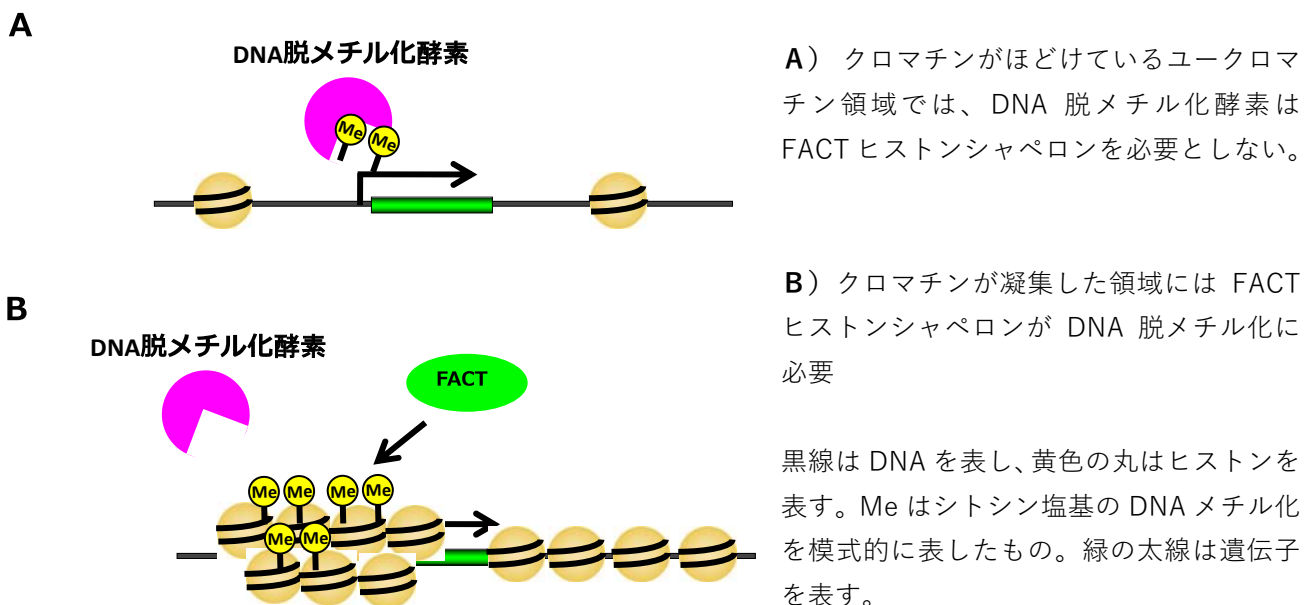 A
DNA脱メチル化酵素
Me
Me
B
DNA脱メチル化酵素
FACT
Me
Me
Me
Me
Me
Me
A） クロマチンがほどけているユークロマ
チン領域では、DNA 脱メチル化酵素は
FACT ヒストンシャペロンを必要としない。
B）クロマチンが凝集した領域には FACT
ヒストンシャペロンが DNA 脱メチル化に
必要
黒線は DNA を表し、黄色の丸はヒストンを
表す。Me はシトシン塩基の DNA メチル化
を模式的に表したもの。緑の太線は遺伝子
を表す。